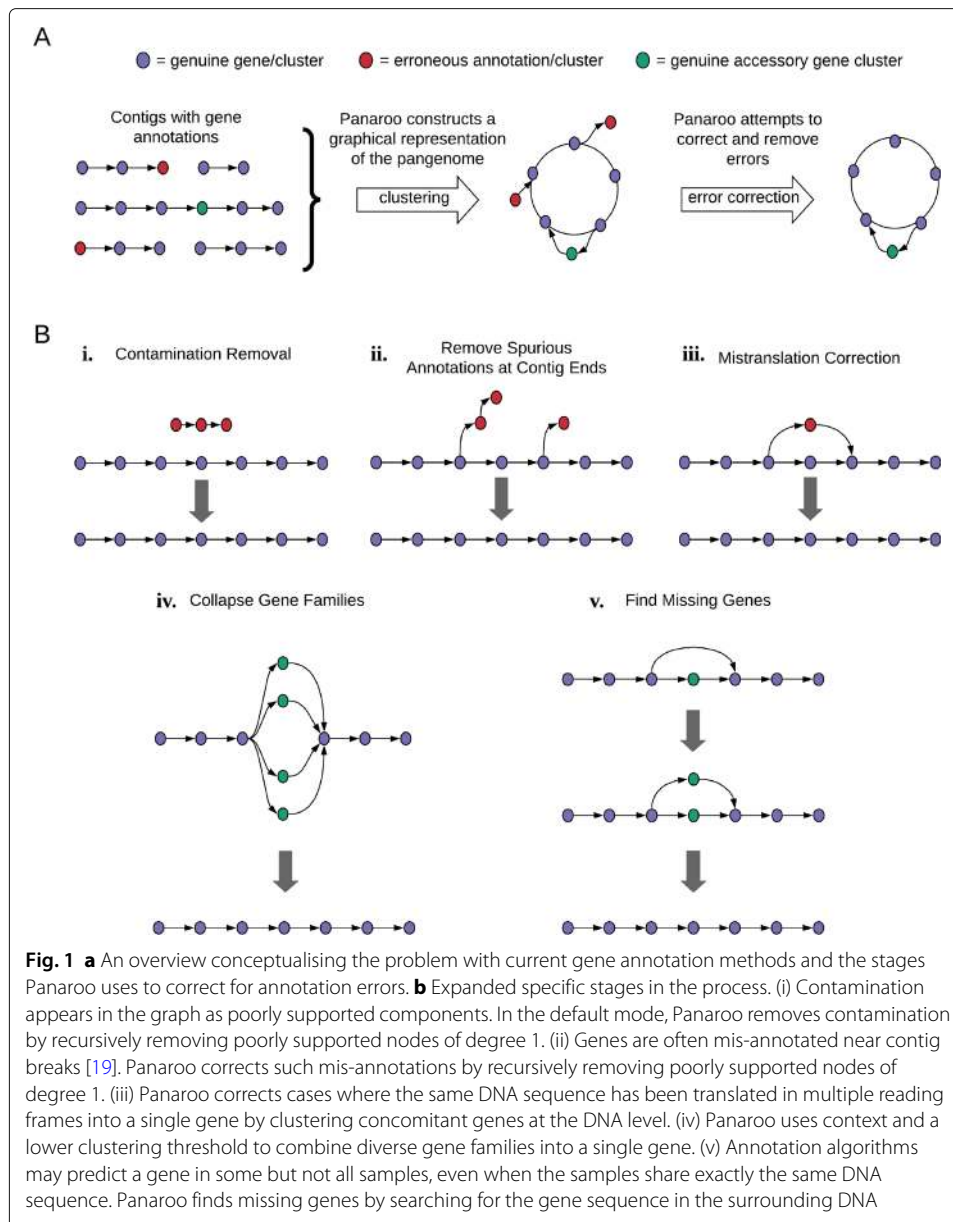 A
= genuine gene/cluster = erroneous annotation/cluster = genuine accessory gene cluster
Contigs with gene
annotations
Panaroo constructs a
graphical representation
of the pangenome
clustering
Panaroo attempts to
correct and remove
errors
error correction
B
i. Contamination Removal
ii. Remove Spurious
Annotations at Contig Ends
iii. Mistranslation Correction
iv. Collapse Gene Families
v. Find Missing Genes
Fig. 1 a An overview conceptualising the problem with current gene annotation methods and the stages
Panaroo uses to correct for annotation errors. b Expanded specific stages in the process. (i) Contamination
appears in the graph as poorly supported components. In the default mode, Panaroo removes contamination
by recursively removing poorly supported nodes of degree 1. (ii) Genes are often mis-annotated near contig
breaks [19]. Panaroo corrects such mis-annotations by recursively removing poorly supported nodes of
degree 1. (iii) Panaroo corrects cases where the same DNA sequence has been translated in multiple reading
frames into a single gene by clustering concomitant genes at the DNA level. (iv) Panaroo uses context and a
lower clustering threshold to combine diverse gene families into a single gene. (v) Annotation algorithms
may predict a gene in some but not all samples, even when the samples share exactly the same DNA
sequence. Panaroo finds missing genes by searching for the gene sequence in the surrounding DNA